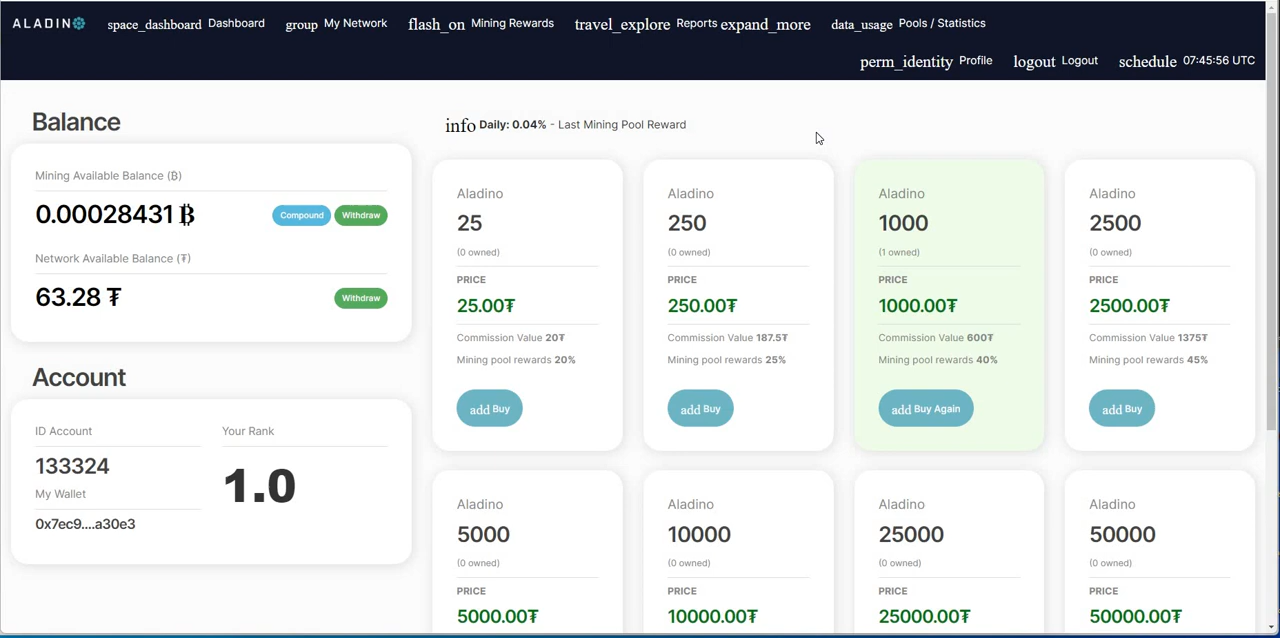 ALADINO space_dashboard Dashboard group My Network flash_on Mining Rewards travel_explore Reports expand_more data_usage Pools / Statistics
perm_identity Profile logout Logout schedule 07:45:56 UTC
Balance
Mining Available Balance (₿)
0.00028431 ₿
Compound
Withdraw
Network Available Balance (₮)
63.28 ₮
Withdraw
Account
ID Account
133324
My Wallet
0x7ec9....a30e3
Your Rank
1.0
info Daily: 0.04% - Last Mining Pool Reward
Aladino
25
(0 owned)
PRICE
25.00₮
Commission Value 20₮
Mining pool rewards 20%
add Buy
Aladino
250
(0 owned)
PRICE
250.00₮
Commission Value 187.5₮
Mining pool rewards 25%
add Buy
Aladino
1000
(1 owned)
PRICE
1000.00₮
Commission Value 600₮
Mining pool rewards 40%
add Buy Again
Aladino
2500
(0 owned)
PRICE
2500.00₮
Commission Value 1375₮
Mining pool rewards 45%
add Buy
Aladino
5000
(0 owned)
PRICE
5000.00₮
Aladino
10000
(0 owned)
PRICE
10000.00₮
Aladino
25000
(0 owned)
PRICE
25000.00₮
Aladino
50000
(0 owned)
PRICE
50000.00₮